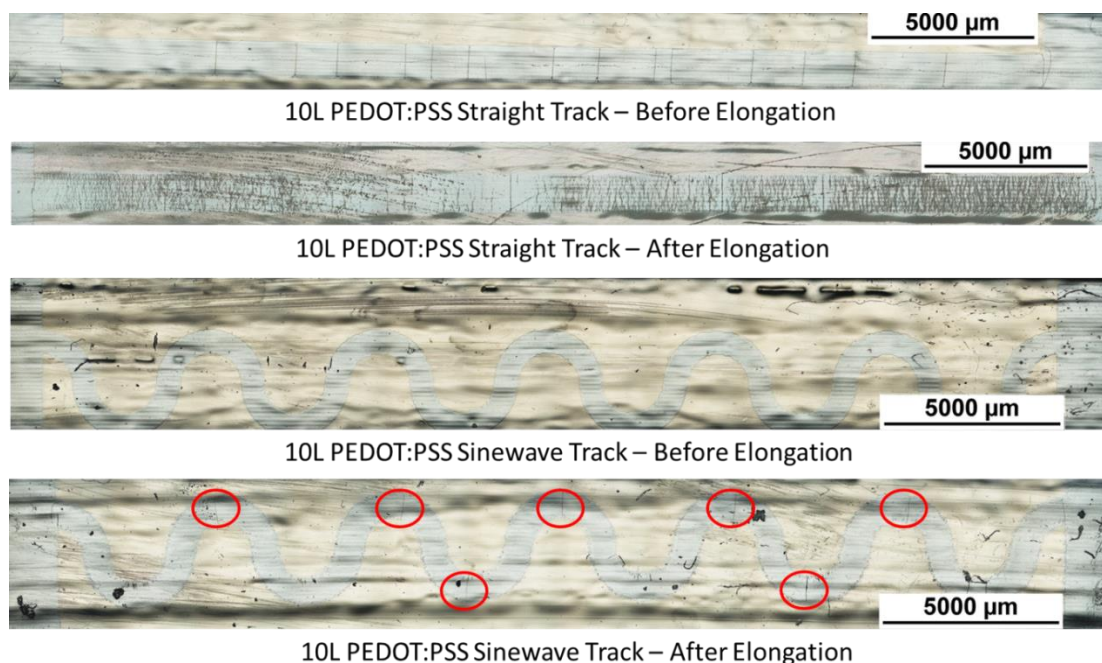 5000 µm
10L PEDOT:PSS Straight Track – Before Elongation
5000 µm
10L PEDOT:PSS Straight Track – After Elongation
5000 µm
10L PEDOT:PSS Sinewave Track – Before Elongation
5000 µm
10L PEDOT:PSS Sinewave Track – After Elongation